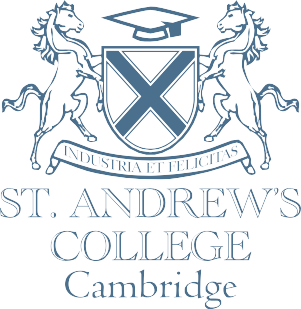 INDUSTRIA ET FELICITAS
ST. ANDREW'S
COLLEGE
Cambridge